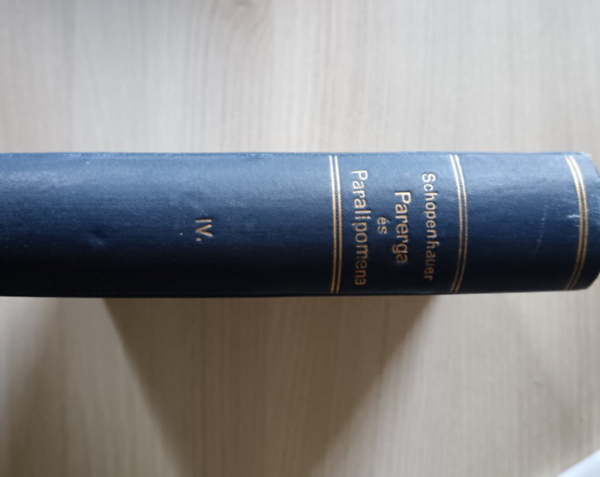 Schopenhauer
Parerga
és
Paralipomena
IV.